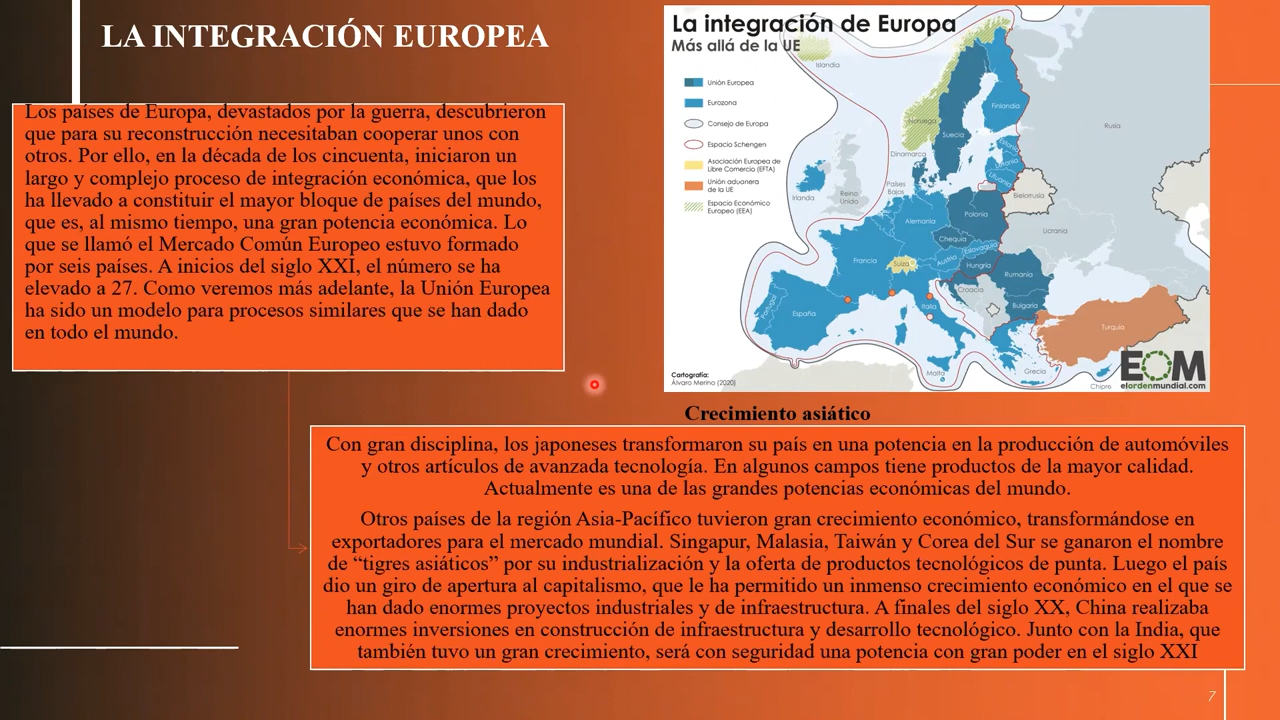 LA INTEGRACIÓN EUROPEA
Los países de Europa, devastados por la guerra, descubrieron
que para su reconstrucción necesitaban cooperar unos con
otros. Por ello, en la década de los cincuenta, iniciaron un
largo y complejo proceso de integración económica, que los
ha llevado a constituir el mayor bloque de países del mundo,
que es, al mismo tiempo, una gran potencia económica. Lo
que se llamó el Mercado Común Europeo estuvo formado
por seis países. A inicios del siglo XXI, el número se ha
elevado a 27. Como veremos más adelante, la Unión Europea
ha sido un modelo para procesos similares que se han dado
en todo el mundo.
La integración de Europa
Más allá de la UE
Unión Europea
Eurozona
Consejo de Europa
Espacio Schengen
Asociación Europea de
Libre Comercio (EFTA)
Unión aduanera
de la UE
Espacio Económico
Europeo (EEA)
Islandia
Noruega
Suecia
Finlandia
Rusia
Estonia
Letonia
Lituania
Dinamarca
Irlanda
Reino
Unido
Países
Bajos
Bielorrusia
Polonia
Alemania
Ucrania
Chequia
Eslovaquia
Francia
Suiza
Austria
Hungría
Rumanía
Croacia
Portugal
España
Italia
Bulgaria
Turquía
Grecia
Malta
Chipre
Cartografía:
Álvaro Merino (2020)
EOM
elordenmundial.com
Crecimiento asiático
Con gran disciplina, los japoneses transformaron su país en una potencia en la producción de automóviles
y otros artículos de avanzada tecnología. En algunos campos tiene productos de la mayor calidad.
Actualmente es una de las grandes potencias económicas del mundo.
Otros países de la región Asia-Pacífico tuvieron gran crecimiento económico, transformándose en
exportadores para el mercado mundial. Singapur, Malasia, Taiwán y Corea del Sur se ganaron el nombre
de “tigres asiáticos” por su industrialización y la oferta de productos tecnológicos de punta. Luego el país
dio un giro de apertura al capitalismo, que le ha permitido un inmenso crecimiento económico en el que se
han dado enormes proyectos industriales y de infraestructura. A finales del siglo XX, China realizaba
enormes inversiones en construcción de infraestructura y desarrollo tecnológico. Junto con la India, que
también tuvo un gran crecimiento, será con seguridad una potencia con gran poder en el siglo XXI
7